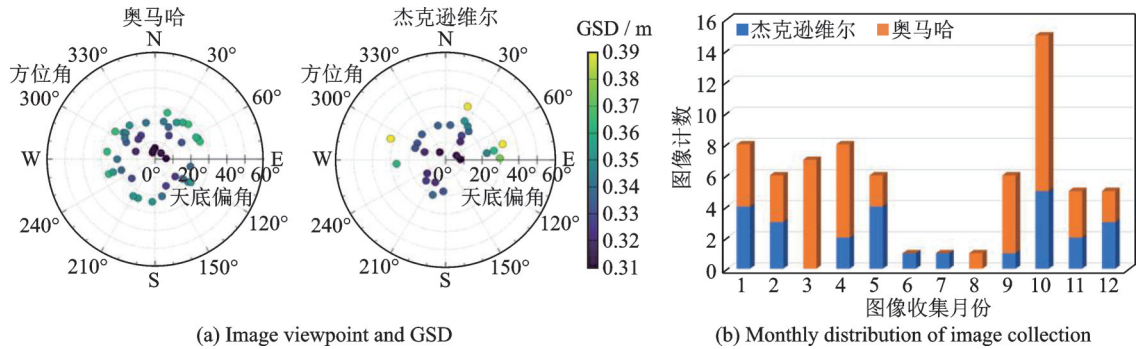 奥马哈
N
330°
30°
方位角
300°
60°
W
E
0°
20°
40°
60°
天底偏角
240°
120°
210°
S
150°
杰克逊维尔
N
330°
30°
方位角
300°
60°
W
E
0°
20°
40°
60°
天底偏角
240°
120°
210°
S
150°
GSD / m
0.39
0.38
0.37
0.36
0.35
0.34
0.33
0.32
0.31
(a) Image viewpoint and GSD
杰克逊维尔
奥马哈
图像计数
16
14
12
10
8
6
4
2
0
1 2 3 4 5 6 7 8 9 10 11 12
图像收集月份
(b) Monthly distribution of image collection